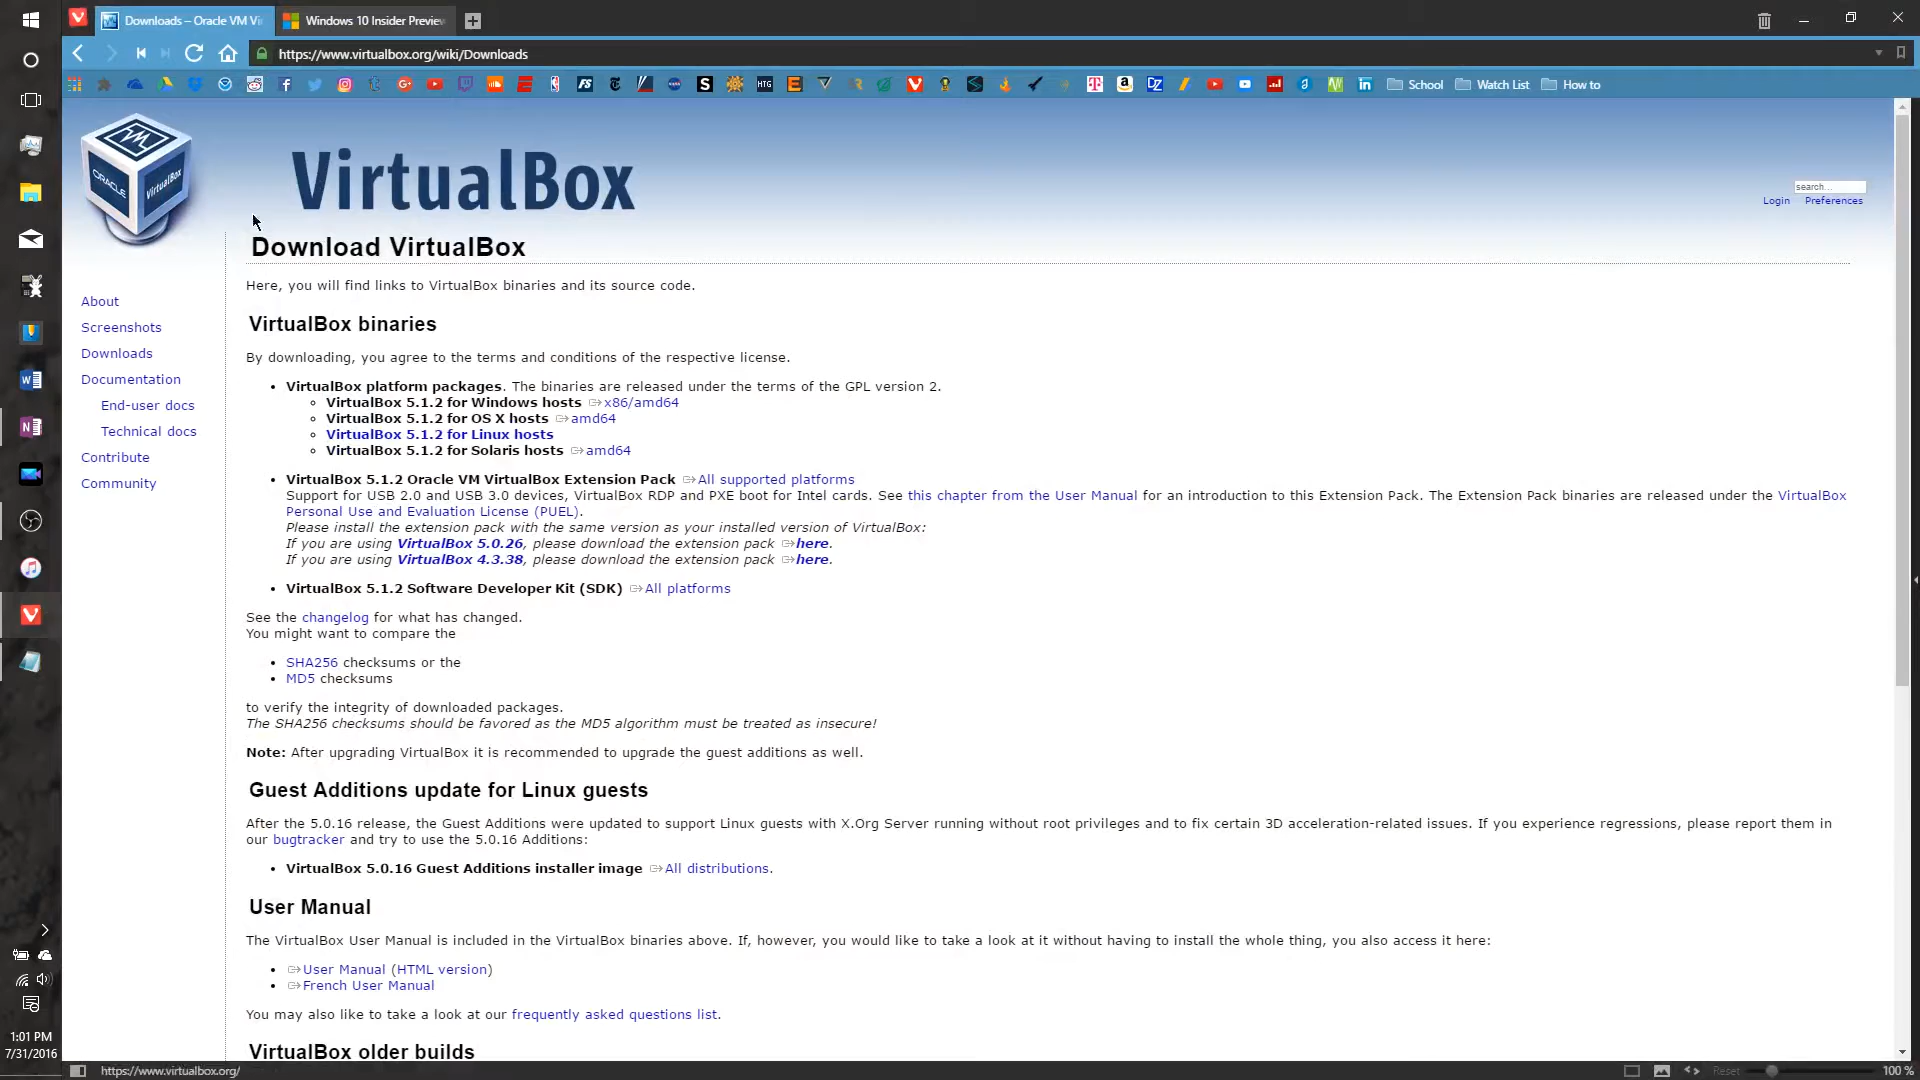 Downloads – Oracle VM Vi
Windows 10 Insider Preview
https://www.virtualbox.org/wiki/Downloads
School
Watch List
How to
ORACLE
VirtualBox
VirtualBox
search...
Login Preferences
Download VirtualBox
Here, you will find links to VirtualBox binaries and its source code.
About
Screenshots
Downloads
Documentation
End-user docs
Technical docs
Contribute
Community
VirtualBox binaries
By downloading, you agree to the terms and conditions of the respective license.
• VirtualBox platform packages. The binaries are released under the terms of the GPL version 2.
VirtualBox 5.1.2 for Windows hosts x86/amd64
VirtualBox 5.1.2 for OS X hosts amd64
VirtualBox 5.1.2 for Linux hosts
VirtualBox 5.1.2 for Solaris hosts amd64
• VirtualBox 5.1.2 Oracle VM VirtualBox Extension Pack All supported platforms
Support for USB 2.0 and USB 3.0 devices, VirtualBox RDP and PXE boot for Intel cards. See this chapter from the User Manual for an introduction to this Extension Pack. The Extension Pack binaries are released under the VirtualBox
Personal Use and Evaluation License (PUEL).
Please install the extension pack with the same version as your installed version of VirtualBox:
If you are using VirtualBox 5.0.26, please download the extension pack here.
If you are using VirtualBox 4.3.38, please download the extension pack here.
• VirtualBox 5.1.2 Software Developer Kit (SDK) All platforms
See the changelog for what has changed.
You might want to compare the
• SHA256 checksums or the
• MD5 checksums
to verify the integrity of downloaded packages.
The SHA256 checksums should be favored as the MD5 algorithm must be treated as insecure!
Note: After upgrading VirtualBox it is recommended to upgrade the guest additions as well.
Guest Additions update for Linux guests
After the 5.0.16 release, the Guest Additions were updated to support Linux guests with X.Org Server running without root privileges and to fix certain 3D acceleration-related issues. If you experience regressions, please report them in
our bugtracker and try to use the 5.0.16 Additions:
• VirtualBox 5.0.16 Guest Additions installer image All distributions.
User Manual
The VirtualBox User Manual is included in the VirtualBox binaries above. If, however, you would like to take a look at it without having to install the whole thing, you also access it here:
• User Manual (HTML version)
• French User Manual
You may also like to take a look at our frequently asked questions list.
VirtualBox older builds
1:01 PM
7/31/2016
https://www.virtualbox.org/
Reset
100 %